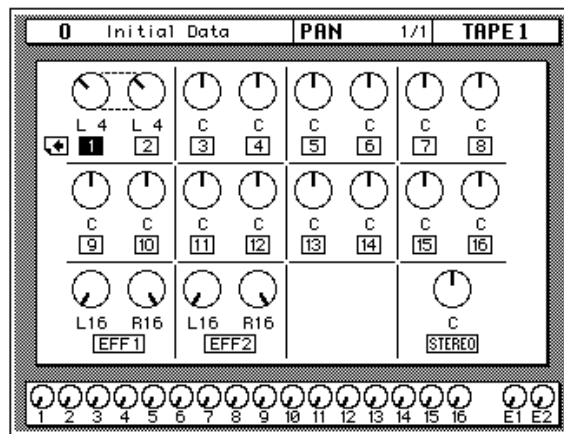 0 Initial Data PAN 1/1 TAPE 1
L 4 L 4 C C C C C C
1 2 3 4 5 6 7 8
C C C C C C C C
9 10 11 12 13 14 15 16
L16 R16 L16 R16 C
EFF1 EFF2 STEREO
1 2 3 4 5 6 7 8 9 10 11 12 13 14 15 16 E1 E2